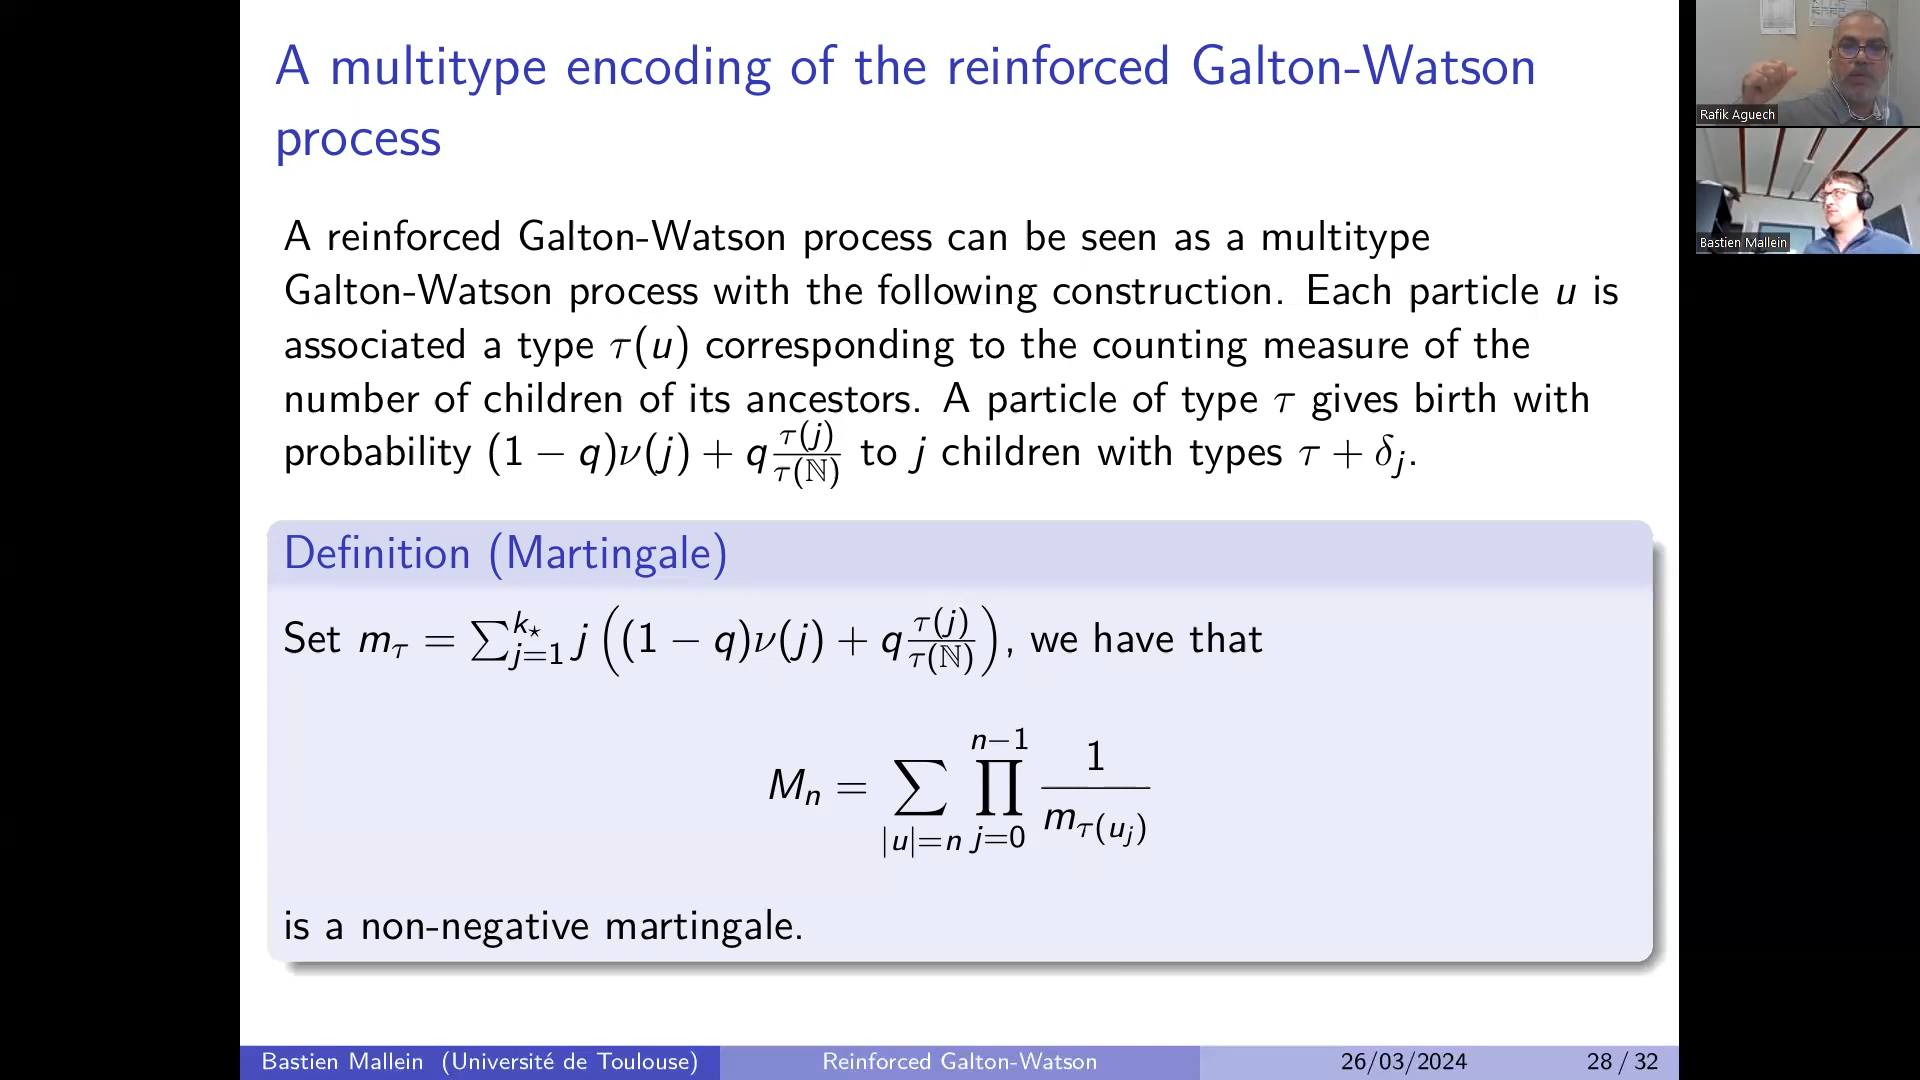 A multitype encoding of the reinforced Galton-Watson
process
A reinforced Galton-Watson process can be seen as a multitype
Galton-Watson process with the following construction. Each particle u is
associated a type τ(u) corresponding to the counting measure of the
number of children of its ancestors. A particle of type τ gives birth with
probability (1 − q)ν(j) + q τ(j)/τ(ℕ) to j children with types τ + δ_j.
Definition (Martingale)
Set m_τ = ∑_{j=1}^{k⋆} j ((1 − q)ν(j) + q τ(j)/τ(ℕ)), we have that
M_n = ∑_{|u|=n} ∏_{j=0}^{n−1} 1/m_{τ(u_j)}
is a non-negative martingale.
Bastien Mallein (Université de Toulouse) Reinforced Galton-Watson 26/03/2024 28 / 32
Rafik Aguech
Bastien Mallein